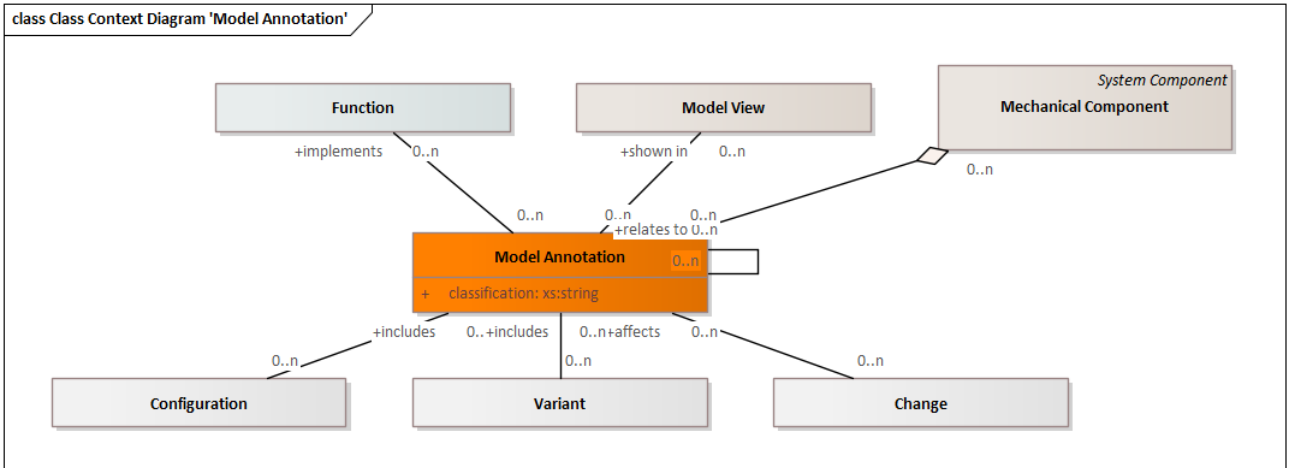 class Class Context Diagram 'Model Annotation'
System Component
Function
Model View
Mechanical Component
+implements
0..n
+shown in
0..n
0..n
0..n
0..n
0..n
+relates to 0..n
Model Annotation
0..n
+ classification: xs:string
+includes
0..+includes
0..n+affects
0..n
0..n
0..n
0..n
Configuration
Variant
Change